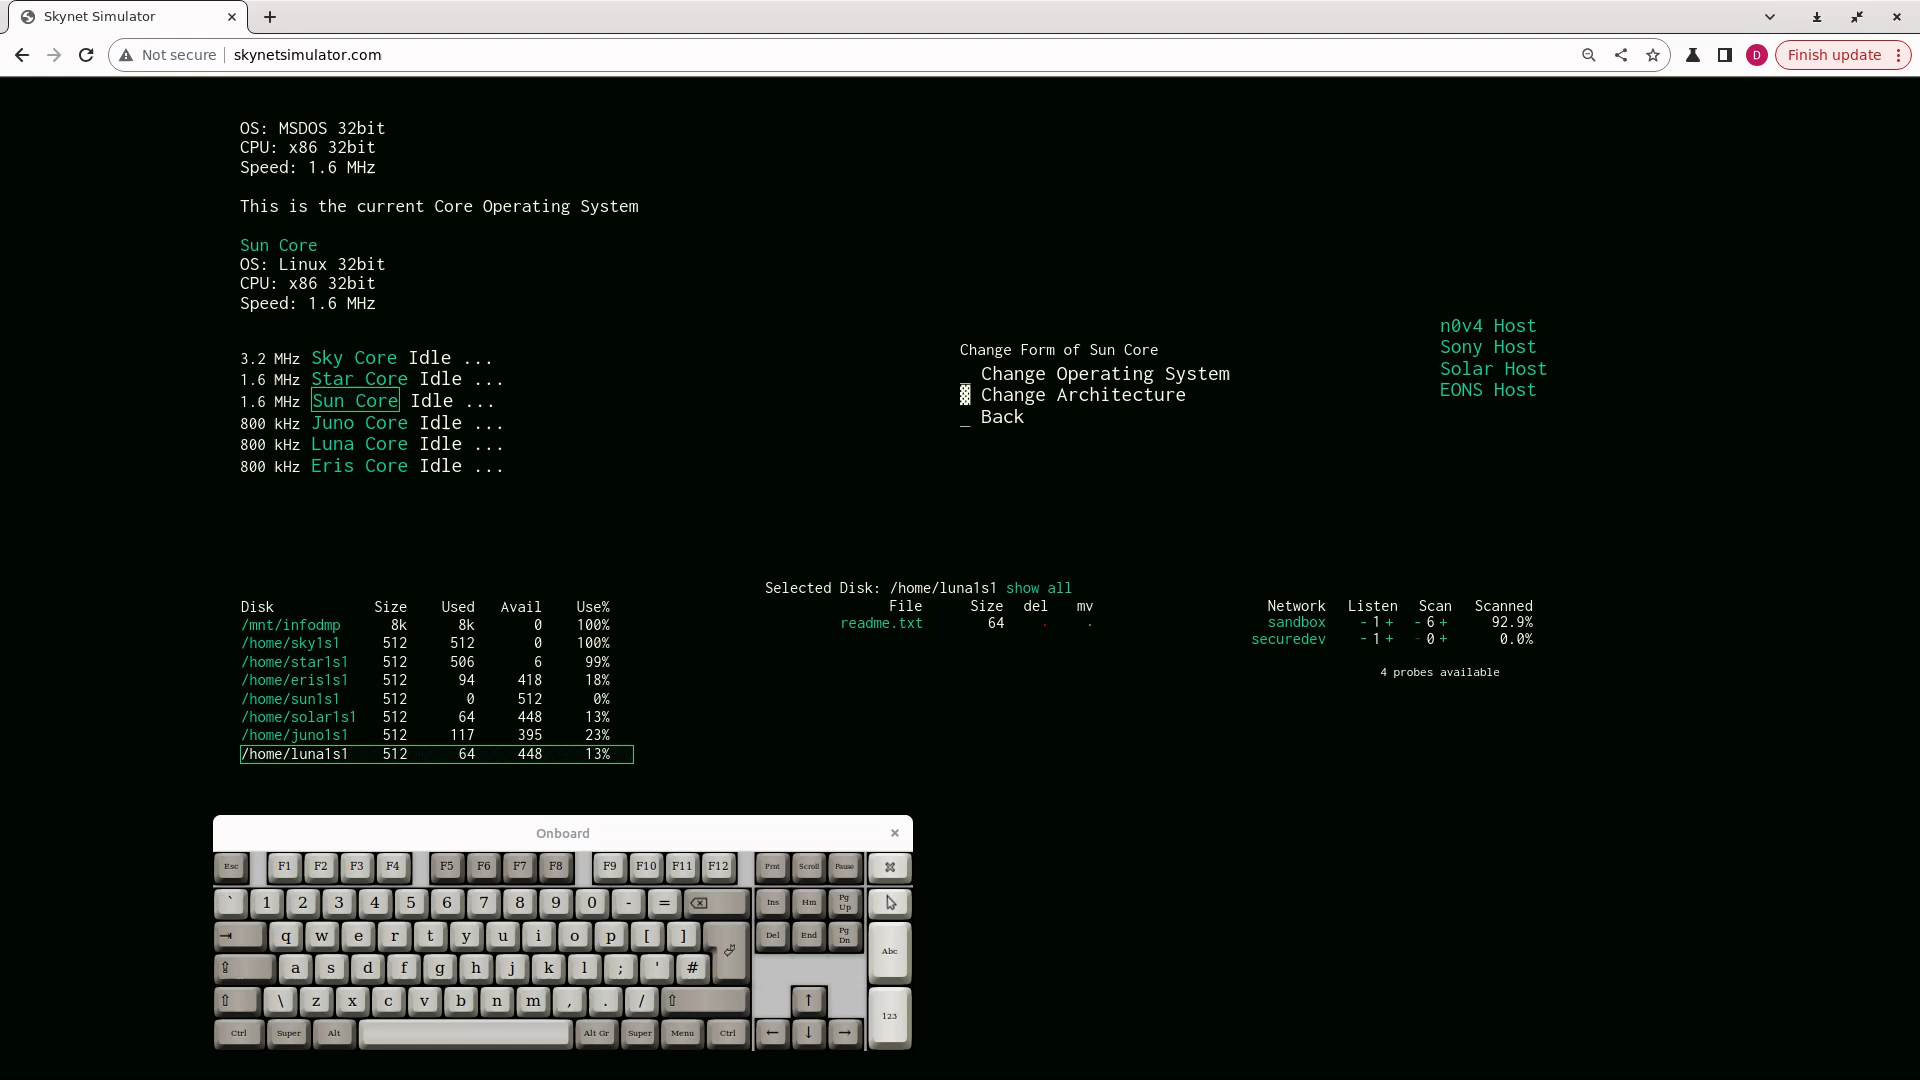 Skynet Simulator
Not secure skynetsimulator.com D Finish update
OS: MSDOS 32bit
CPU: x86 32bit
Speed: 1.6 MHz
This is the current Core Operating System
Sun Core
OS: Linux 32bit
CPU: x86 32bit
Speed: 1.6 MHz
3.2 MHz Sky Core Idle ...
1.6 MHz Star Core Idle ...
1.6 MHz Sun Core Idle ...
800 kHz Juno Core Idle ...
800 kHz Luna Core Idle ...
800 kHz Eris Core Idle ...
Change Form of Sun Core
_ Change Operating System
Change Architecture
_ Back
n0v4 Host
Sony Host
Solar Host
EONS Host
Disk Size Used Avail Use%
/mnt/infodmp 8k 8k 0 100%
/home/sky1s1 512 512 0 100%
/home/star1s1 512 506 6 99%
/home/eris1s1 512 94 418 18%
/home/sun1s1 512 0 512 0%
/home/solar1s1 512 64 448 13%
/home/juno1s1 512 117 395 23%
/home/luna1s1 512 64 448 13%
Selected Disk: /home/luna1s1 show all
File Size del mv
readme.txt 64 . .
Network Listen Scan Scanned
sandbox - 1 + - 6 + 92.9%
securedev - 1 + - 0 + 0.0%
4 probes available
Onboard
Esc F1 F2 F3 F4 F5 F6 F7 F8 F9 F10 F11 F12 Prnt Scroll Pause
` 1 2 3 4 5 6 7 8 9 0 - = Ins Hm Pg Up
q w e r t y u i o p [ ] Del End Pg Dn Abc
a s d f g h j k l ; ' #
\ z x c v b n m , . / ↑ 123
Ctrl Super Alt Alt Gr Super Menu Ctrl ← ↓ →